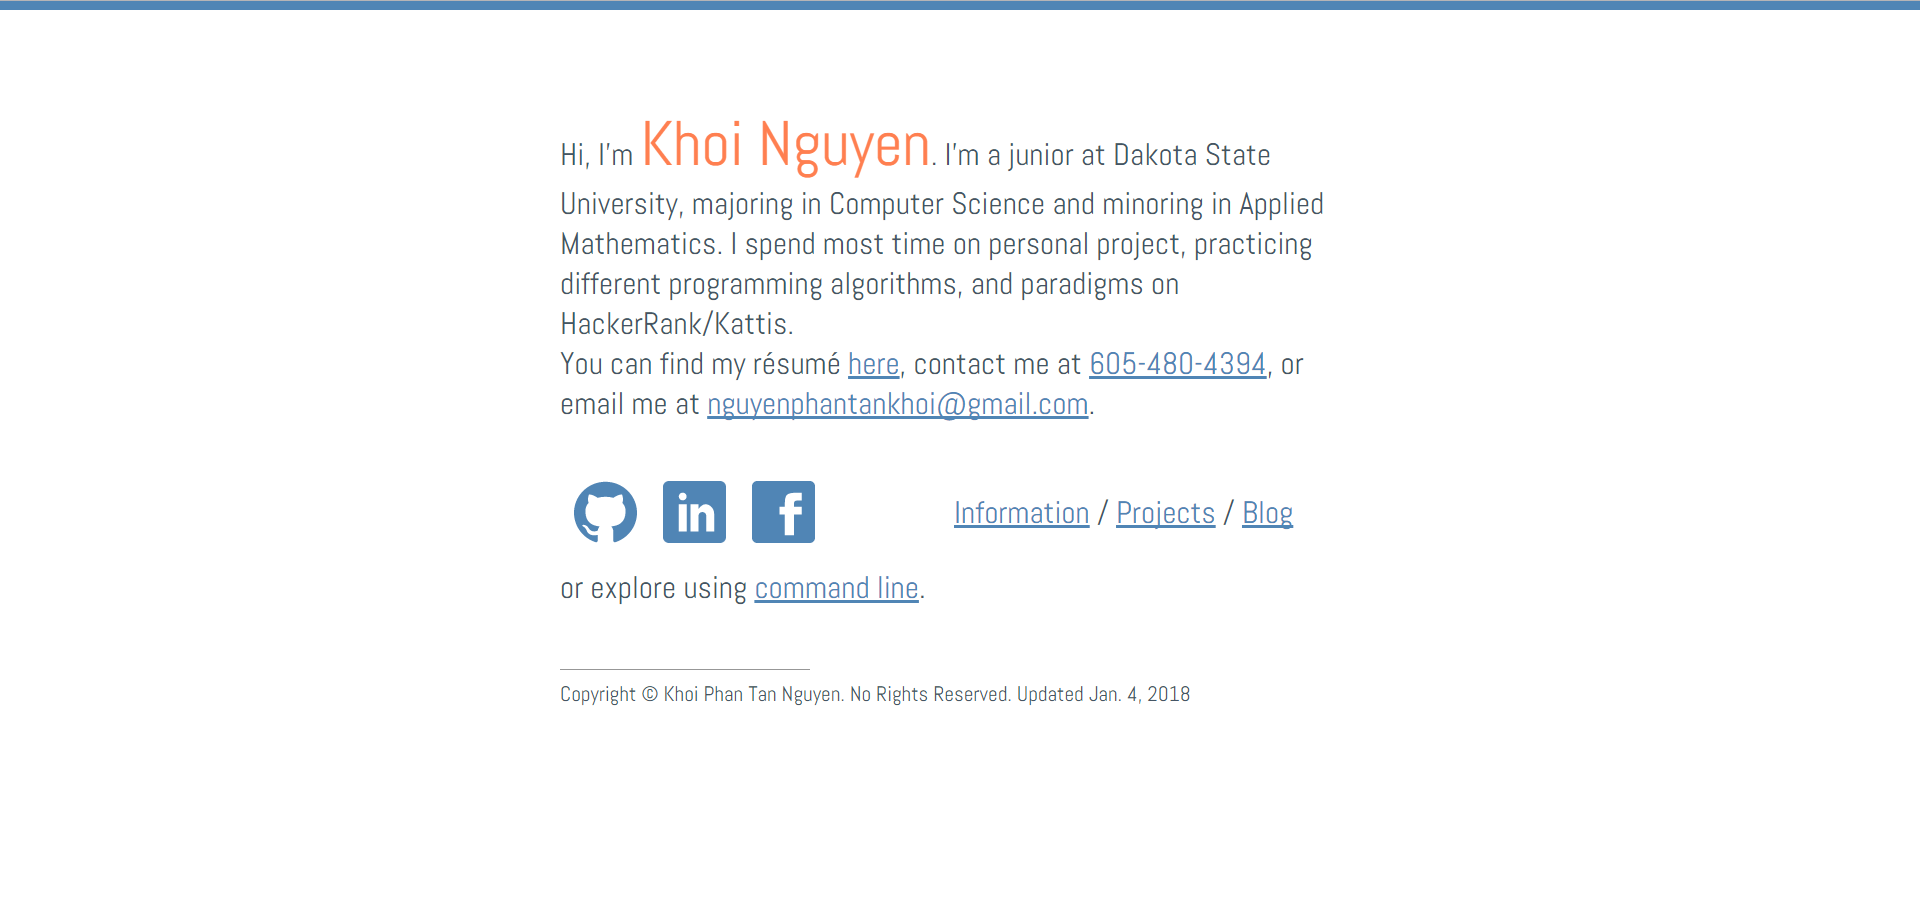 Hi, I'm Khoi Nguyen. I'm a junior at Dakota State
University, majoring in Computer Science and minoring in Applied
Mathematics. I spend most time on personal project, practicing
different programming algorithms, and paradigms on
HackerRank/Kattis.
You can find my résumé here, contact me at 605-480-4394, or
email me at nguyenphantankhoi@gmail.com.
in f Information / Projects / Blog
or explore using command line.
Copyright © Khoi Phan Tan Nguyen. No Rights Reserved. Updated Jan. 4, 2018